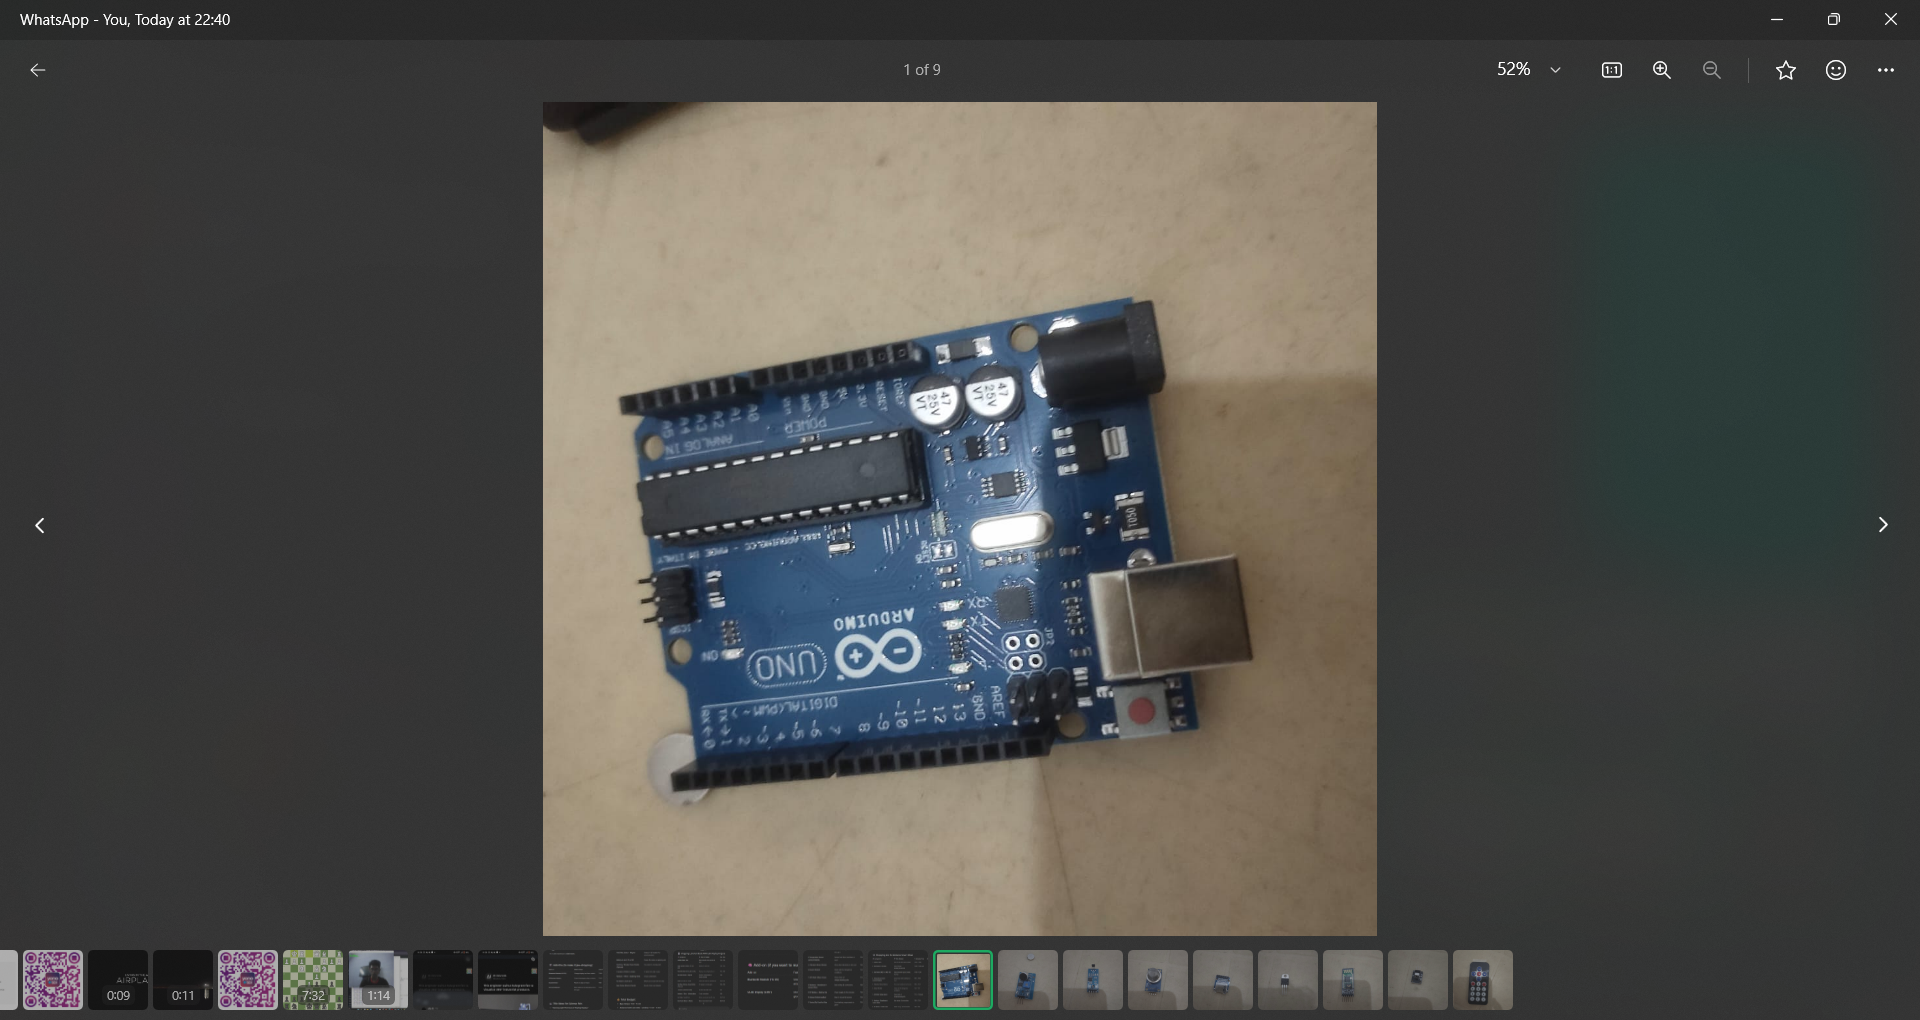 WhatsApp - You, Today at 22:40
1 of 9
52%
1:1
IOREF
RESET
3.3V
5V
GND
GND
Vin
A0
A1
A2
A3
A4
A5
POWER
ANALOG IN
47
25V
VT
47
25V
VT
ICSP
ON
RX
TX
L
ARDUINO
UNO
JP2
DIGITAL (PWM ~)
AREF
GND
13
12
~11
~10
~9
8
7
~6
~5
4
~3
2
TX→1
RX←0
0:09
0:11
7:32
1:14